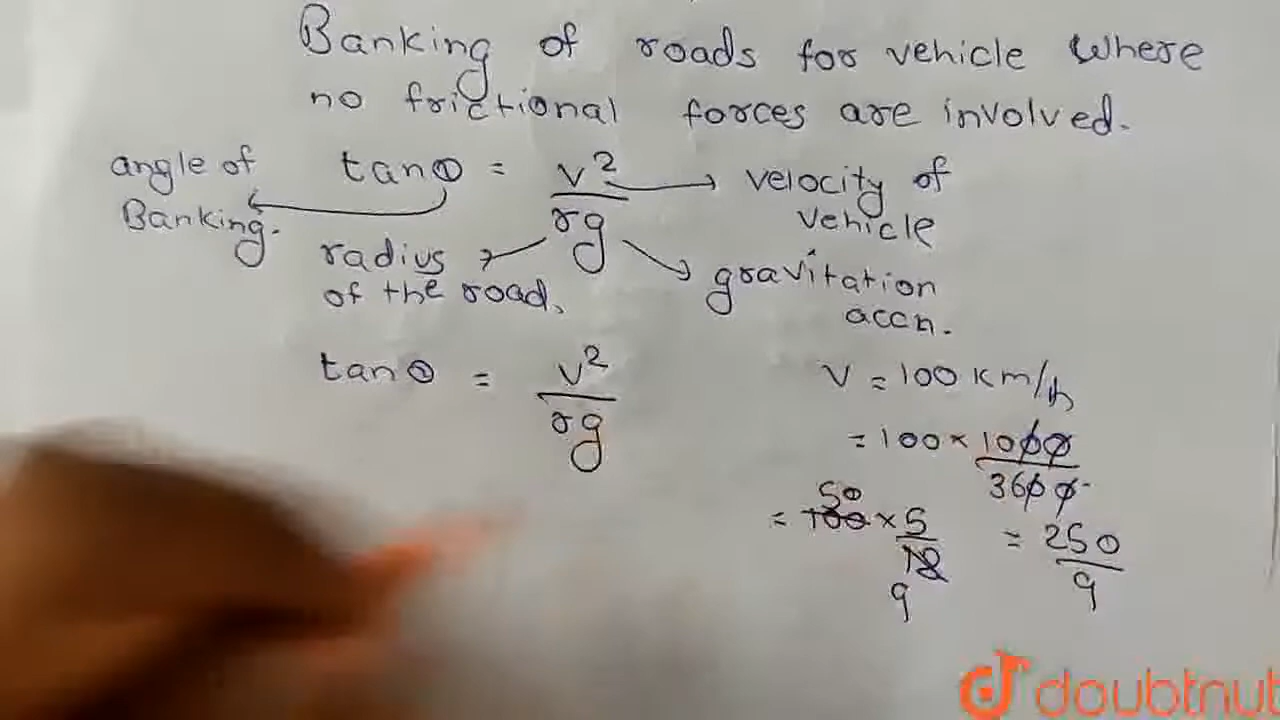 Banking of roads for vehicle where
no frictional forces are involved.
angle of
Banking.
tanθ = v²/rg
velocity of
vehicle
radius
of the road,
gravitation
accn.
tanθ = v²/rg
V = 100 Km/h
= 100 × 1000/3600
= 50 100 × 5/18 9 = 250/9
doubtnut